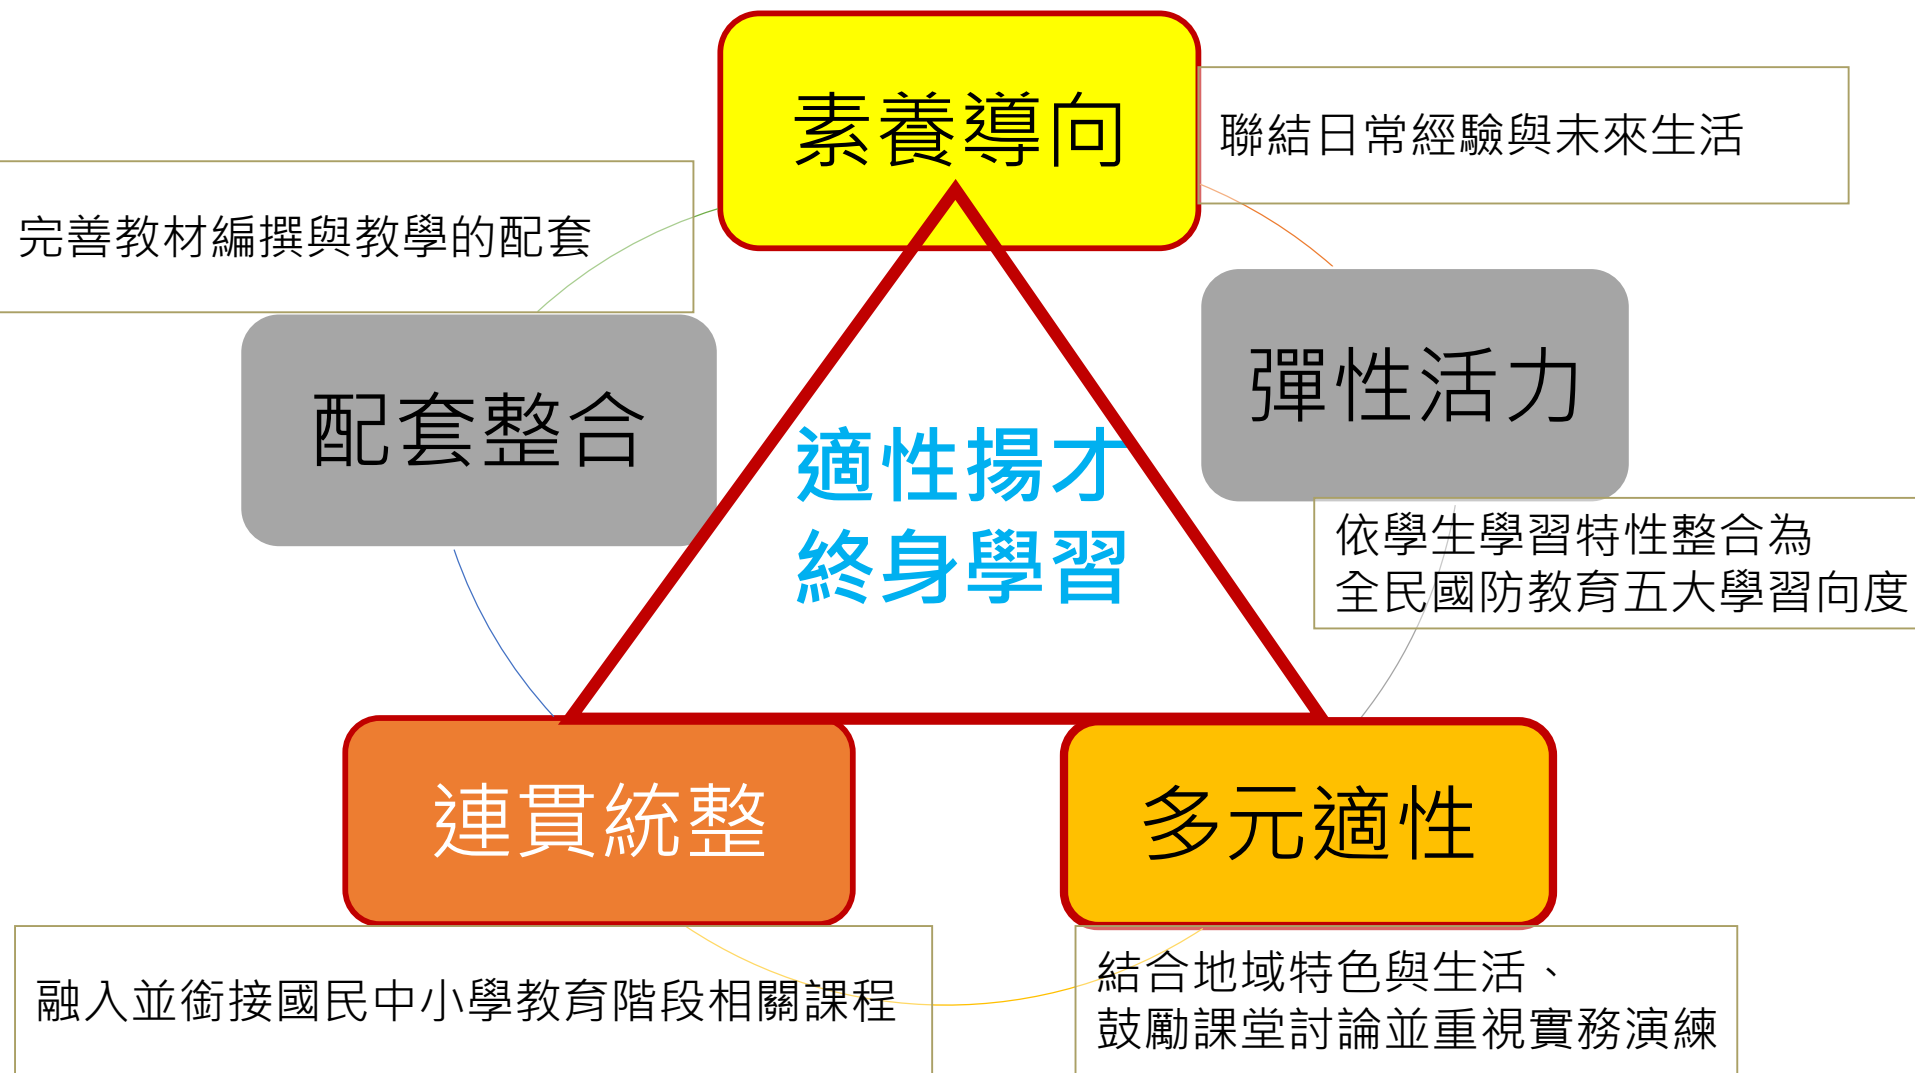 素養導向
聯結日常經驗與未來生活
完善教材編撰與教學的配套
彈性活力
配套整合
適性揚才
終身學習
依學生學習特性整合為
全民國防教育五大學習向度
連貫統整
多元適性
融入並銜接國民中小學教育階段相關課程
結合地域特色與生活、
鼓勵課堂討論並重視實務演練